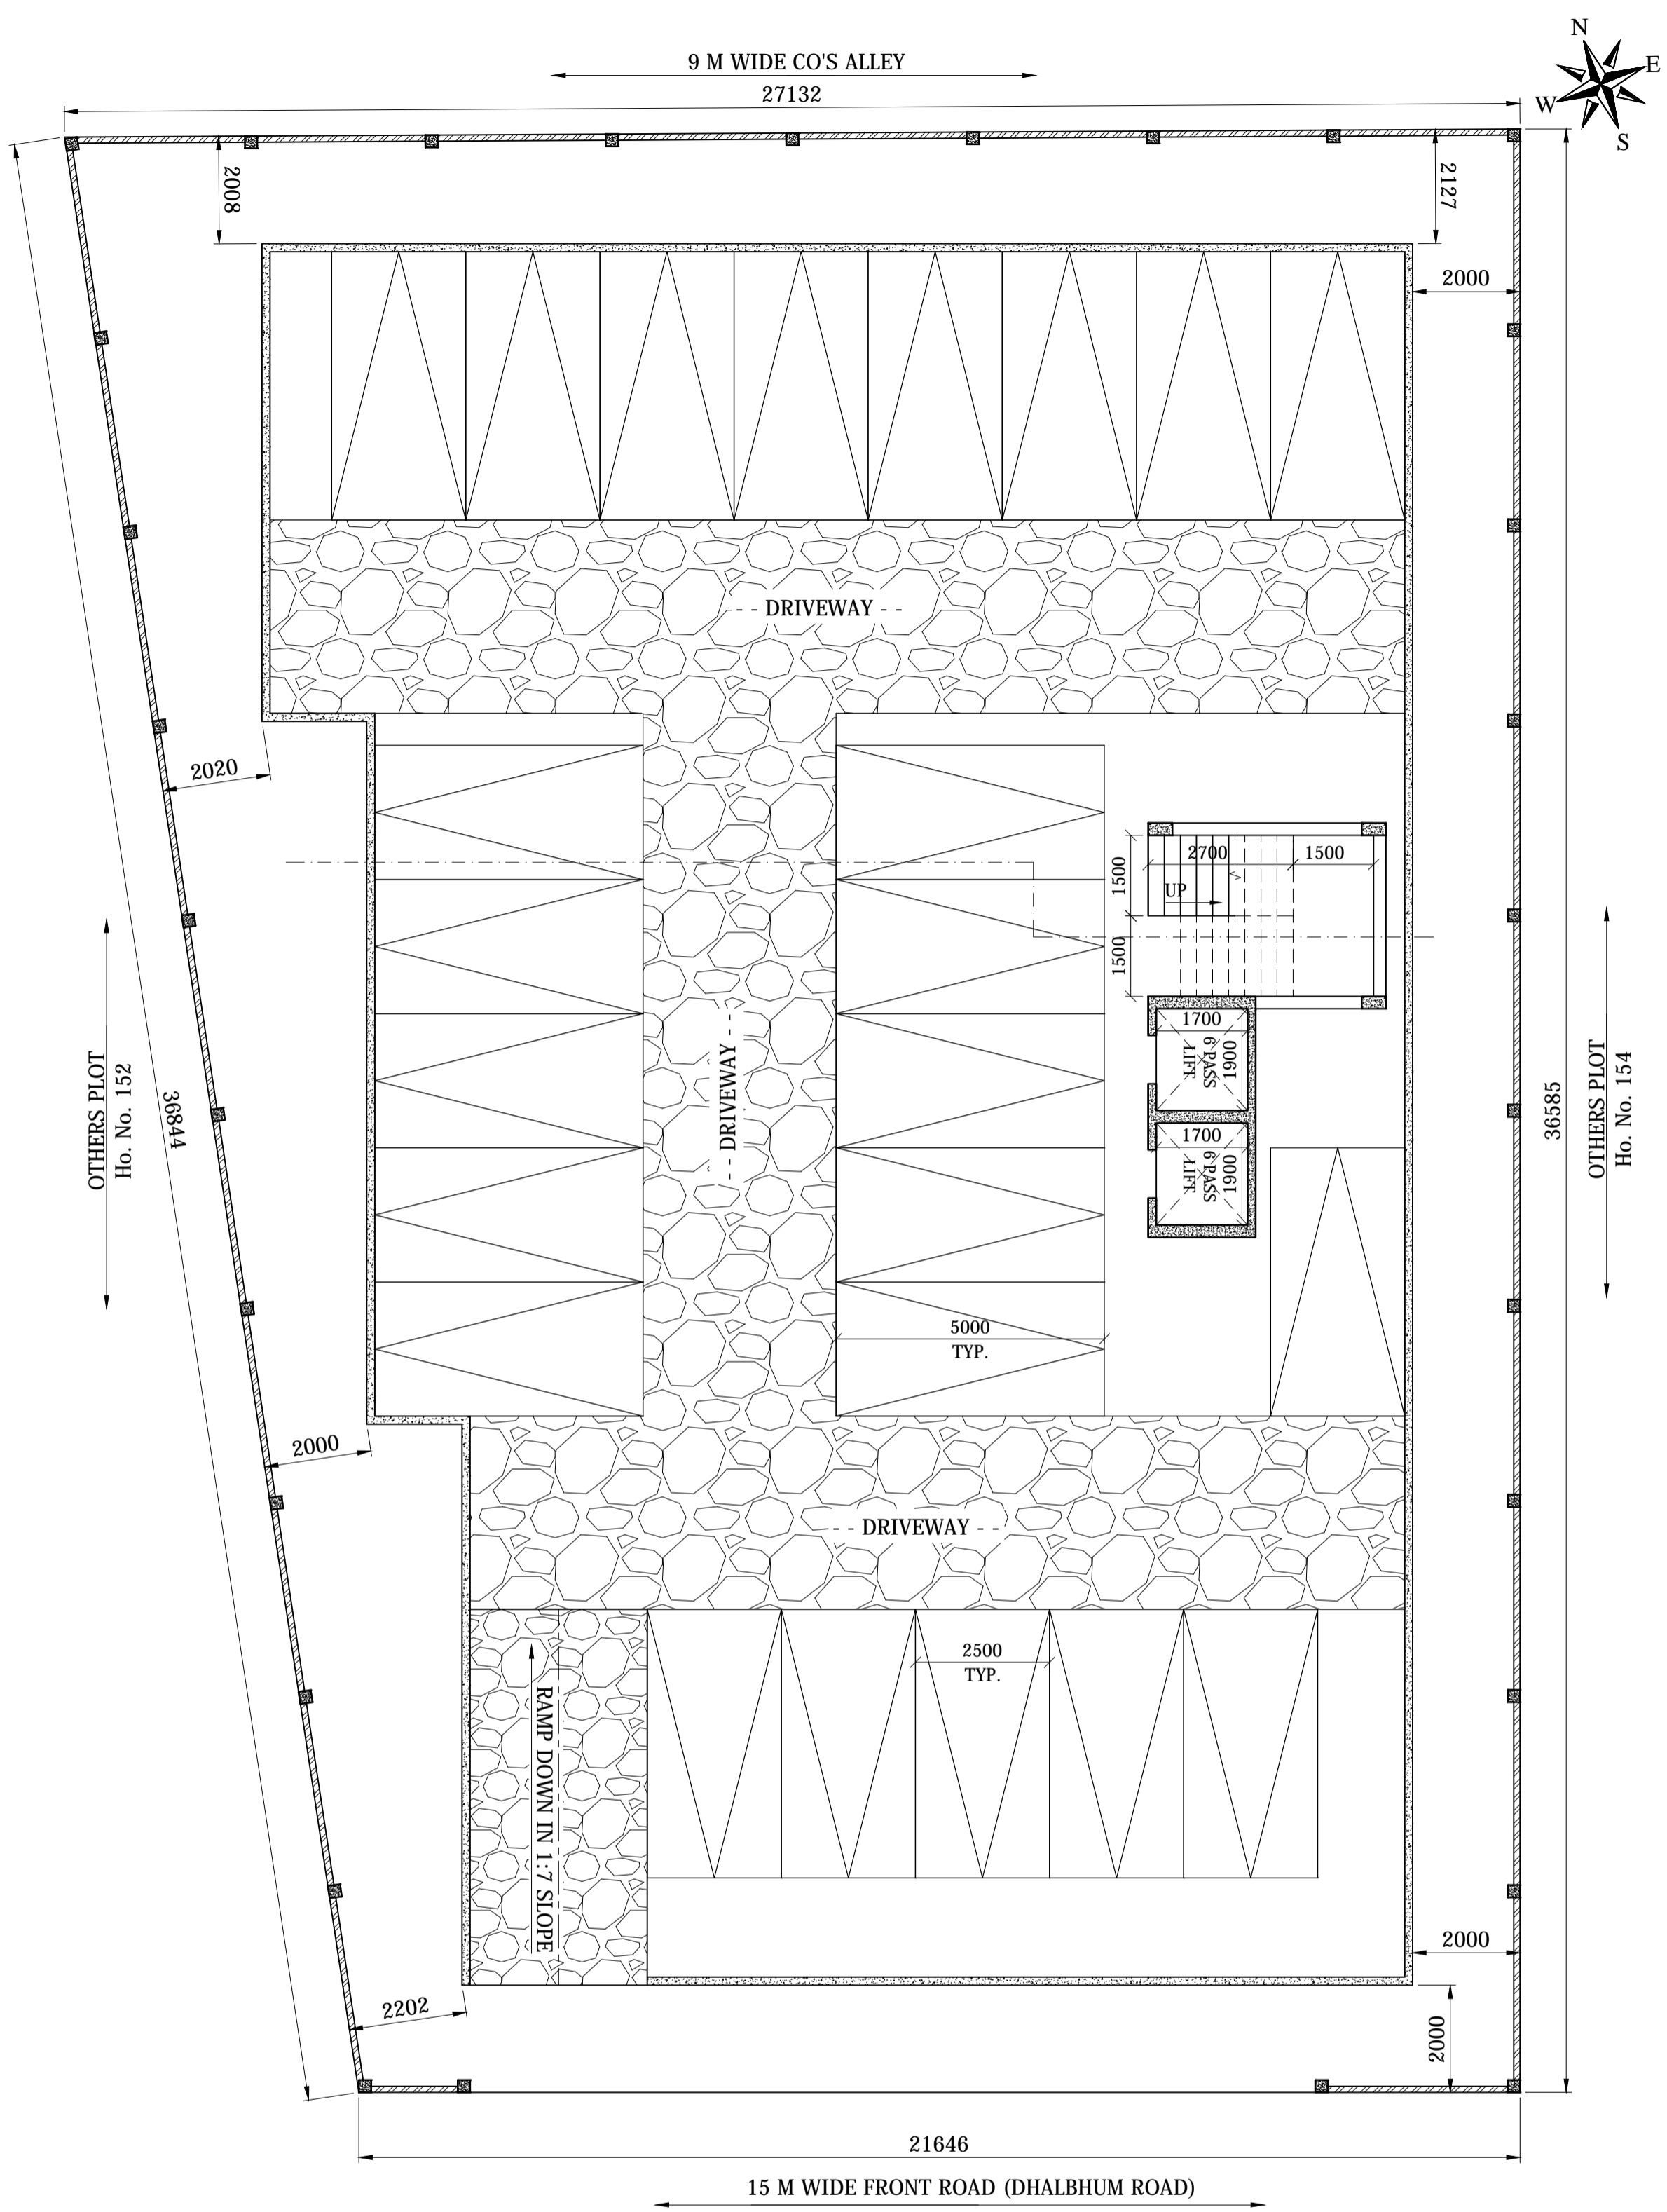 N
9 M WIDE CO'S ALLEY
E
27132
W
S
2008
2127
2000
- - - DRIVEWAY - -
2020
2700
1500
1500
UP
1500
1700
1900
6 PASS
LIFT
1700
1900
6 PASS
LIFT
- - DRIVEWAY - -
OTHERS PLOT
Ho. No. 152
36844
36585
OTHERS PLOT
Ho. No. 154
5000
TYP.
2000
- - DRIVEWAY - -
2500
TYP.
RAMP DOWN IN 1:7 SLOPE
2000
2202
2000
21646
15 M WIDE FRONT ROAD (DHALBHUM ROAD)